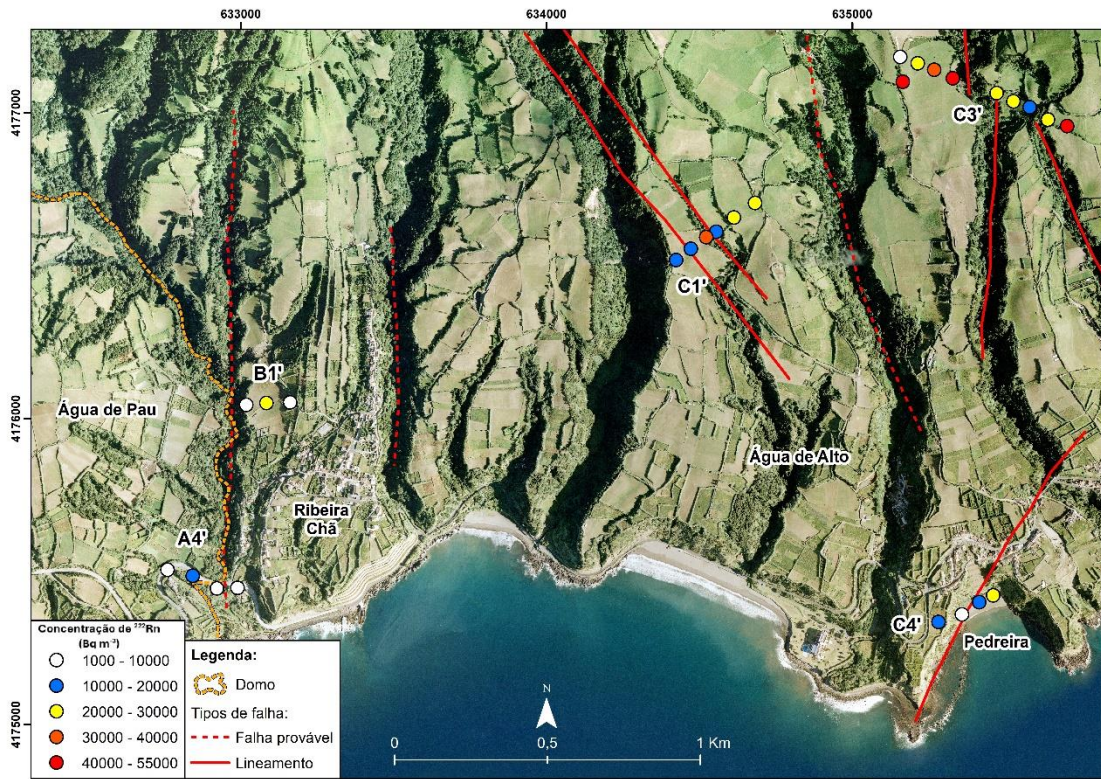 633000
634000
635000
4177000
C3'
C1'
B1'
4176000
Água de Pau
Água de Alto
Ribeira
Chã
A4'
C4'
Pedreira
Concentração de ²²²Rn
(Bq m⁻³)
1000 - 10000
10000 - 20000
20000 - 30000
30000 - 40000
40000 - 55000
Legenda:
Domo
Tipos de falha:
Falha provável
Lineamento
4175000
N
0
0,5
1 Km